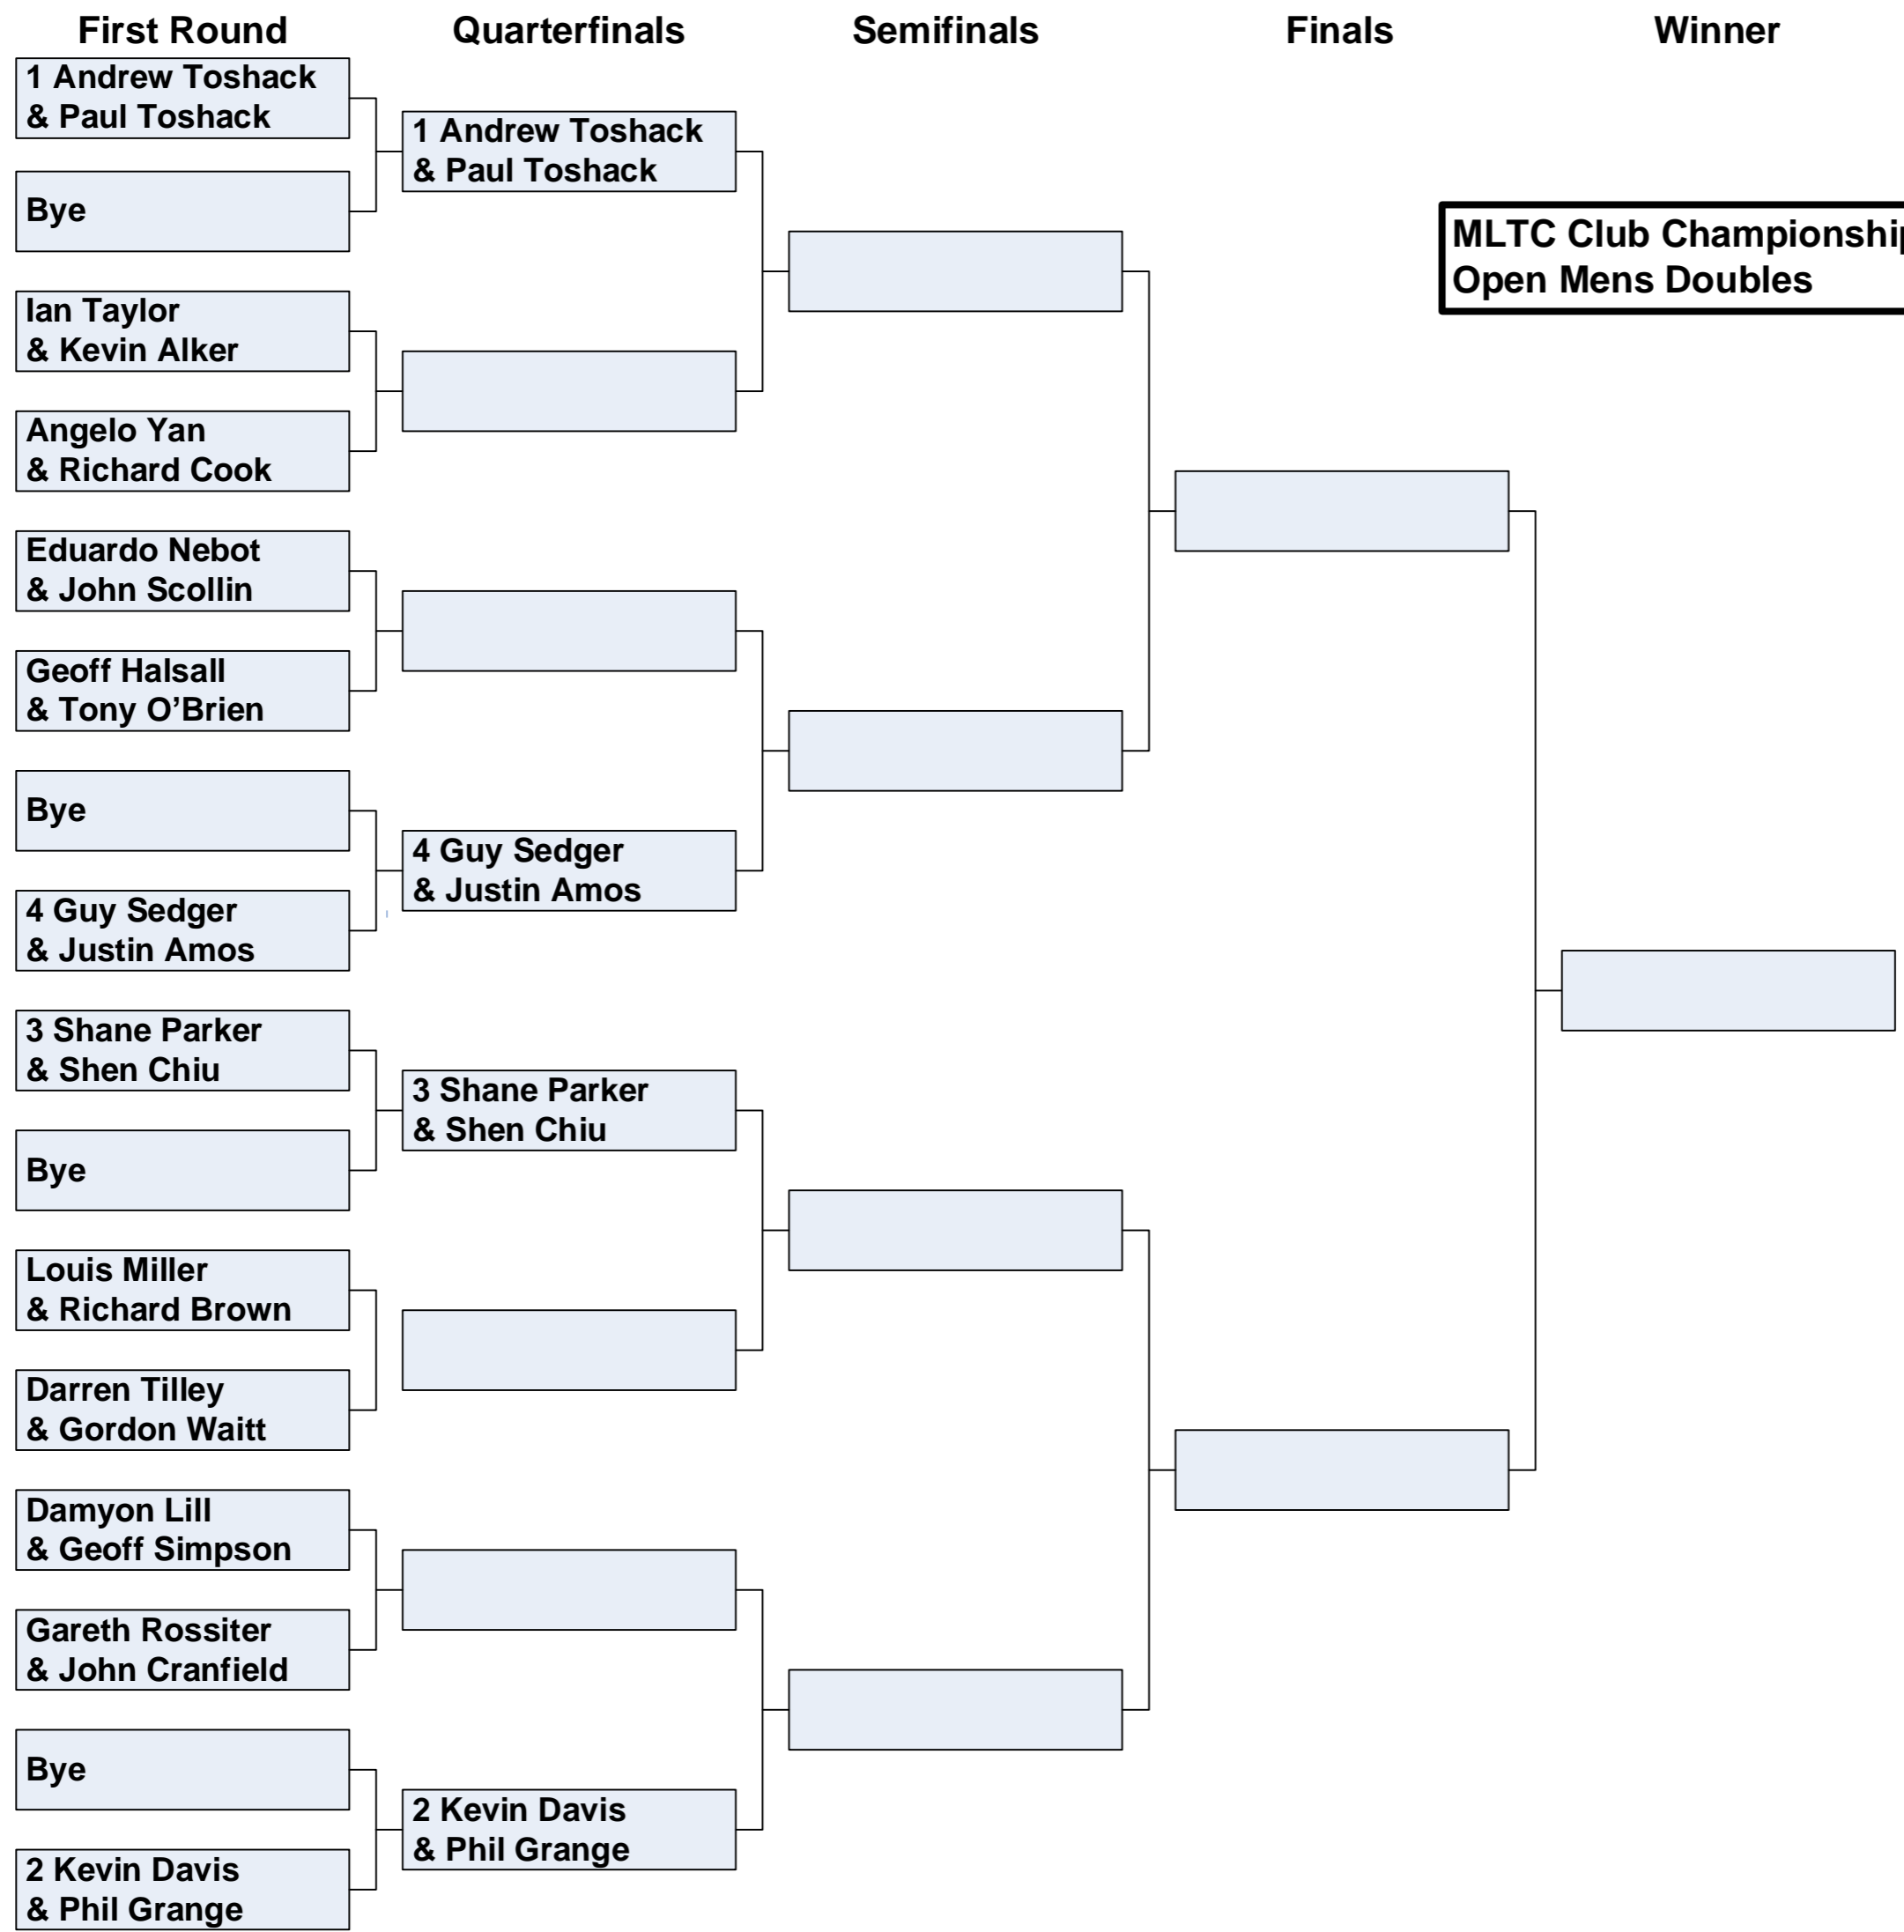 First Round
Quarterfinals
Semifinals
Finals
Winner
1 Andrew Toshack
& Paul Toshack
Bye
Ian Taylor
& Kevin Alker
Angelo Yan
& Richard Cook
Eduardo Nebot
& John Scollin
Geoff Halsall
& Tony O’Brien
Bye
4 Guy Sedger
& Justin Amos
3 Shane Parker
& Shen Chiu
Bye
Louis Miller
& Richard Brown
Darren Tilley
& Gordon Waitt
Damyon Lill
& Geoff Simpson
Gareth Rossiter
& John Cranfield
Bye
2 Kevin Davis
& Phil Grange
1 Andrew Toshack
& Paul Toshack
4 Guy Sedger
& Justin Amos
3 Shane Parker
& Shen Chiu
2 Kevin Davis
& Phil Grange
MLTC Club Championship
Open Mens Doubles